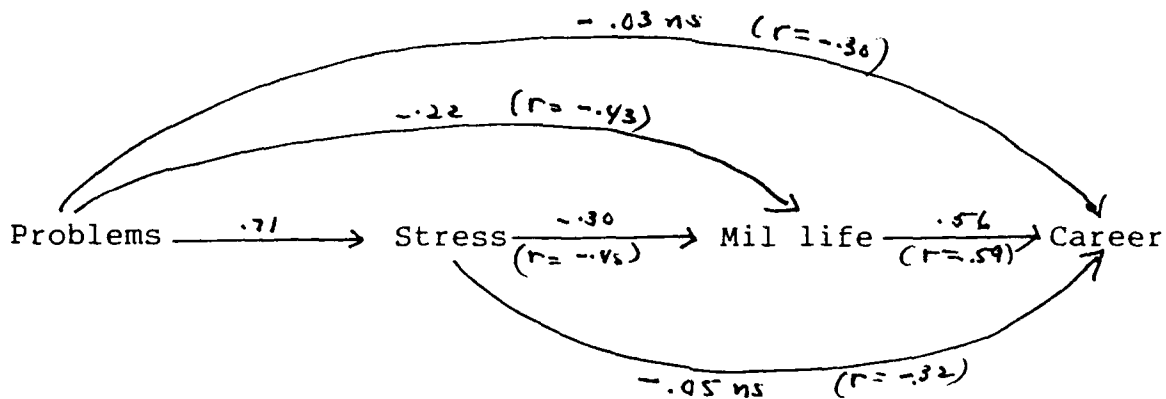 -.03 ns (r= -.30)
-.22 (r= -.43)
Problems .71 Stress -.30 Mil life .56 Career
(r= -.45) (r=.59)
-.05 ns (r= -.32)